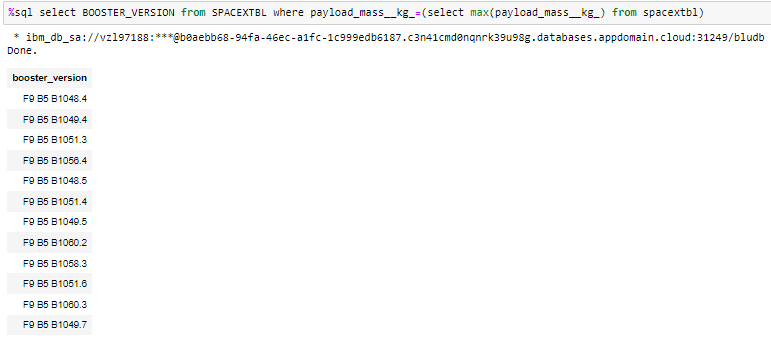 %sql select BOOSTER_VERSION from SPACEXTBL where payload_mass__kg_=(select max(payload_mass__kg_) from spacextbl)
* ibm_db_sa://vzl97188:***@b0aebb68-94fa-46ec-a1fc-1c999edb6187.c3n41cmd0nqnrk39u98g.databases.appdomain.cloud:31249/bludb
Done.
booster_version
F9 B5 B1048.4
F9 B5 B1049.4
F9 B5 B1051.3
F9 B5 B1056.4
F9 B5 B1048.5
F9 B5 B1051.4
F9 B5 B1049.5
F9 B5 B1060.2
F9 B5 B1058.3
F9 B5 B1051.6
F9 B5 B1060.3
F9 B5 B1049.7